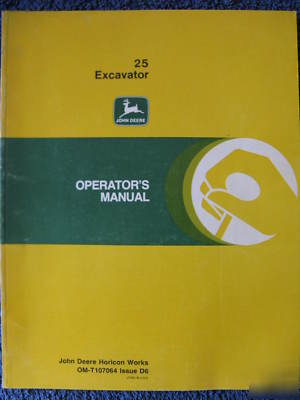 25
Excavator
JOHN DEERE
OPERATOR'S
MANUAL
John Deere Horicon Works
OM-T107064 Issue D6